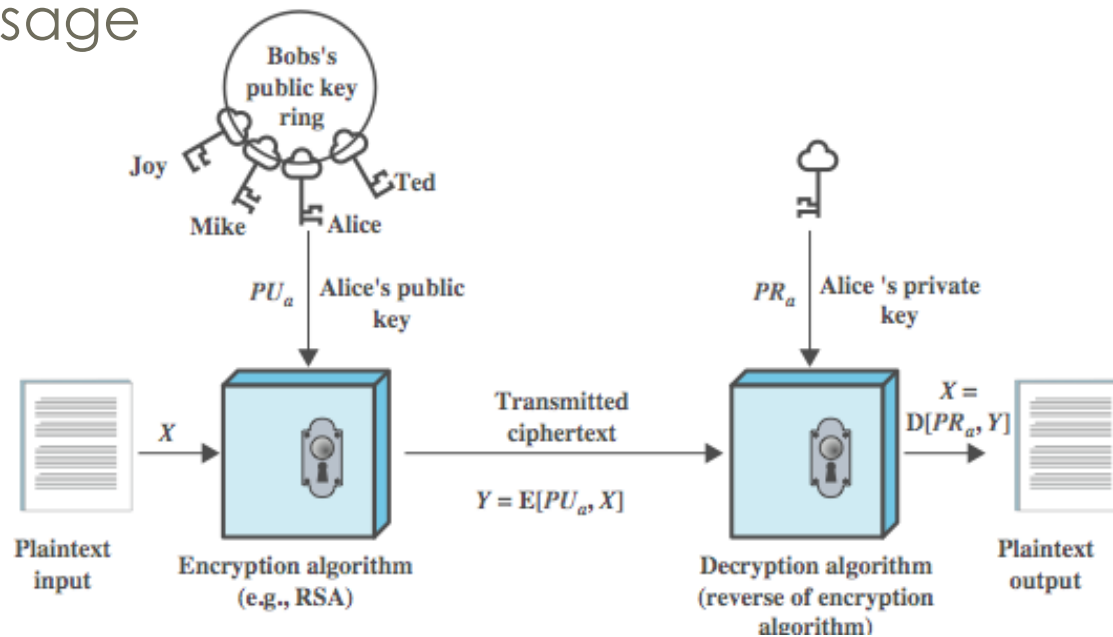 sage
Bobs's
public key
ring
Joy
Ted
Mike
Alice
PUa
Alice's public
key
PRa
Alice 's private
key
X
Transmitted
ciphertext
X =
D[PRa, Y]
Y = E[PUa, X]
Plaintext
input
Encryption algorithm
(e.g., RSA)
Decryption algorithm
(reverse of encryption
algorithm)
Plaintext
output